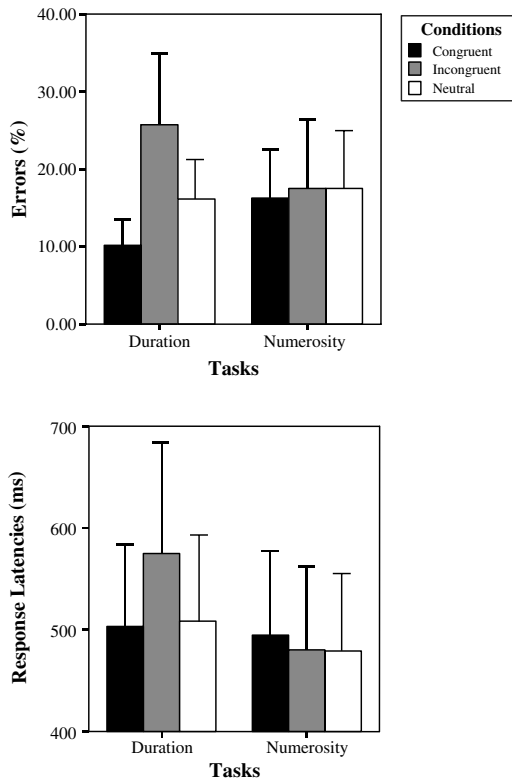 40.00
30.00
20.00
10.00
0.00
Errors (%)
Duration
Numerosity
Tasks
Conditions
Congruent
Incongruent
Neutral
700
600
500
400
Response Latencies (ms)
Duration
Numerosity
Tasks